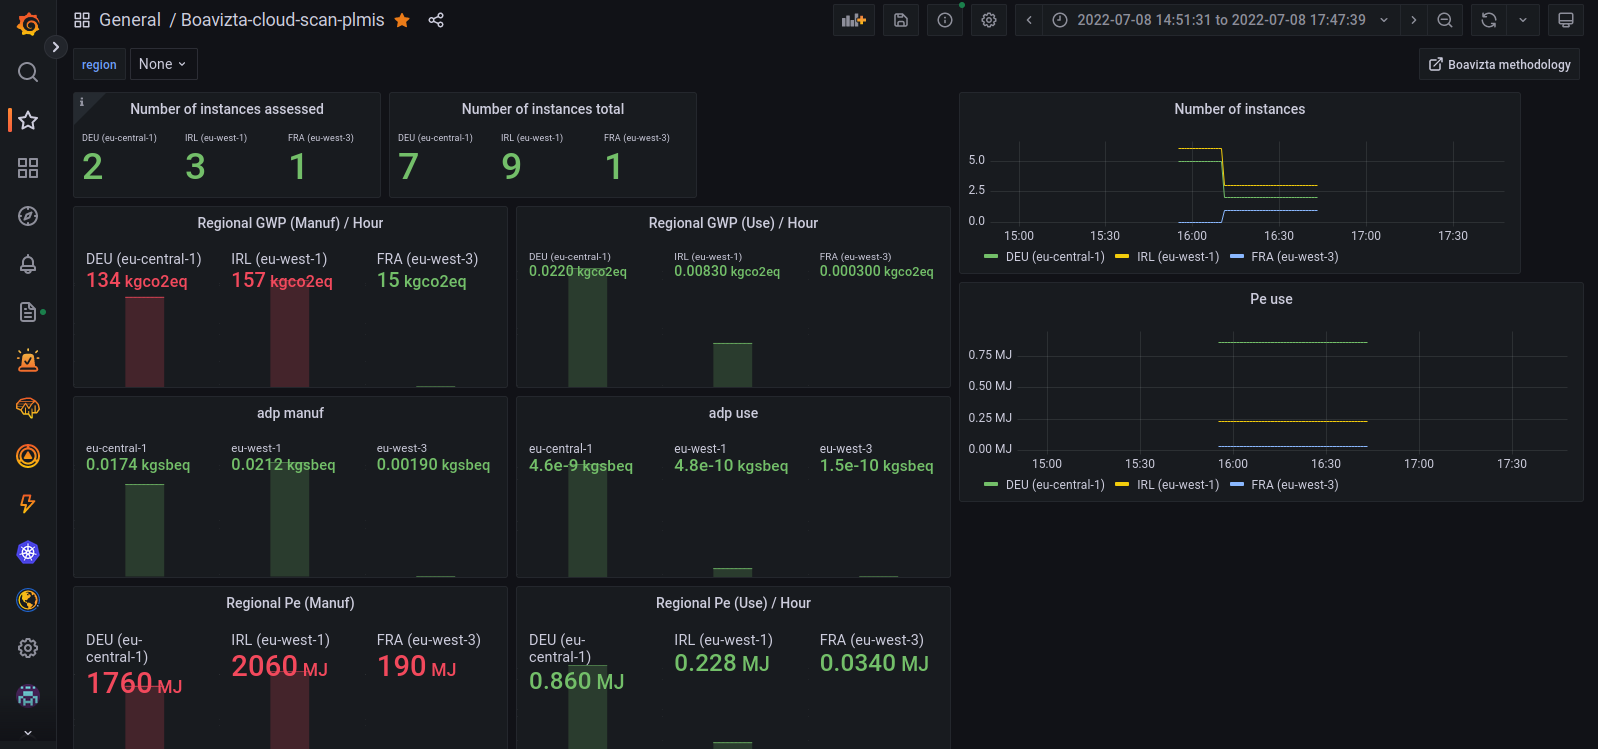 General / Boavizta-cloud-scan-plmis
2022-07-08 14:51:31 to 2022-07-08 17:47:39
region None
Boavizta methodology
i
Number of instances assessed
DEU (eu-central-1) IRL (eu-west-1) FRA (eu-west-3)
2 3 1
Number of instances total
DEU (eu-central-1) IRL (eu-west-1) FRA (eu-west-3)
7 9 1
Number of instances
5.0
2.5
0.0
15:00 15:30 16:00 16:30 17:00 17:30
DEU (eu-central-1) IRL (eu-west-1) FRA (eu-west-3)
Regional GWP (Manuf) / Hour
DEU (eu-central-1) IRL (eu-west-1) FRA (eu-west-3)
134 kgco2eq 157 kgco2eq 15 kgco2eq
Regional GWP (Use) / Hour
DEU (eu-central-1) IRL (eu-west-1) FRA (eu-west-3)
0.0220 kgco2eq 0.00830 kgco2eq 0.000300 kgco2eq
Pe use
0.75 MJ
0.50 MJ
0.25 MJ
0.00 MJ
15:00 15:30 16:00 16:30 17:00 17:30
DEU (eu-central-1) IRL (eu-west-1) FRA (eu-west-3)
adp manuf
eu-central-1 eu-west-1 eu-west-3
0.0174 kgsbeq 0.0212 kgsbeq 0.00190 kgsbeq
adp use
eu-central-1 eu-west-1 eu-west-3
4.6e-9 kgsbeq 4.8e-10 kgsbeq 1.5e-10 kgsbeq
Regional Pe (Manuf)
DEU (eu-
central-1) IRL (eu-west-1) FRA (eu-west-3)
1760 MJ 2060 MJ 190 MJ
Regional Pe (Use) / Hour
DEU (eu-
central-1) IRL (eu-west-1) FRA (eu-west-3)
0.860 MJ 0.228 MJ 0.0340 MJ